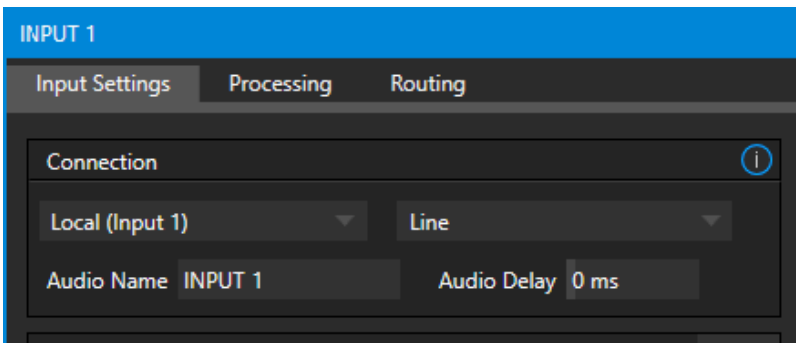 INPUT 1
Input Settings Processing Routing
Connection
Local (Input 1) Line
Audio Name INPUT 1 Audio Delay 0 ms